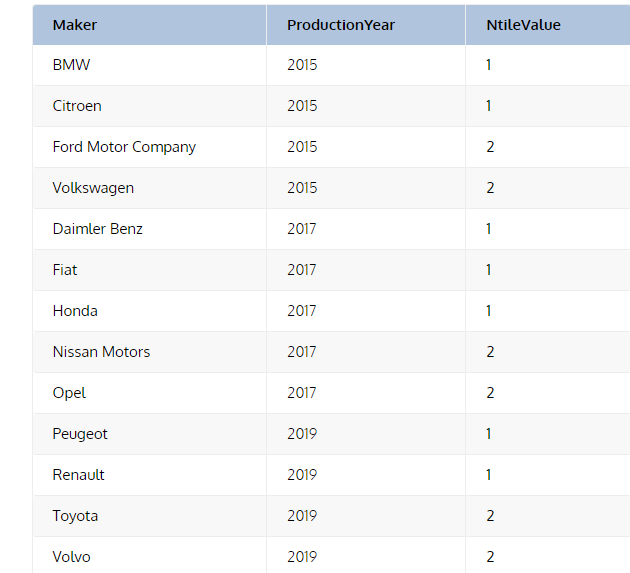 Maker ProductionYear NtileValue
BMW 2015 1
Citroen 2015 1
Ford Motor Company 2015 2
Volkswagen 2015 2
Daimler Benz 2017 1
Fiat 2017 1
Honda 2017 1
Nissan Motors 2017 2
Opel 2017 2
Peugeot 2019 1
Renault 2019 1
Toyota 2019 2
Volvo 2019 2